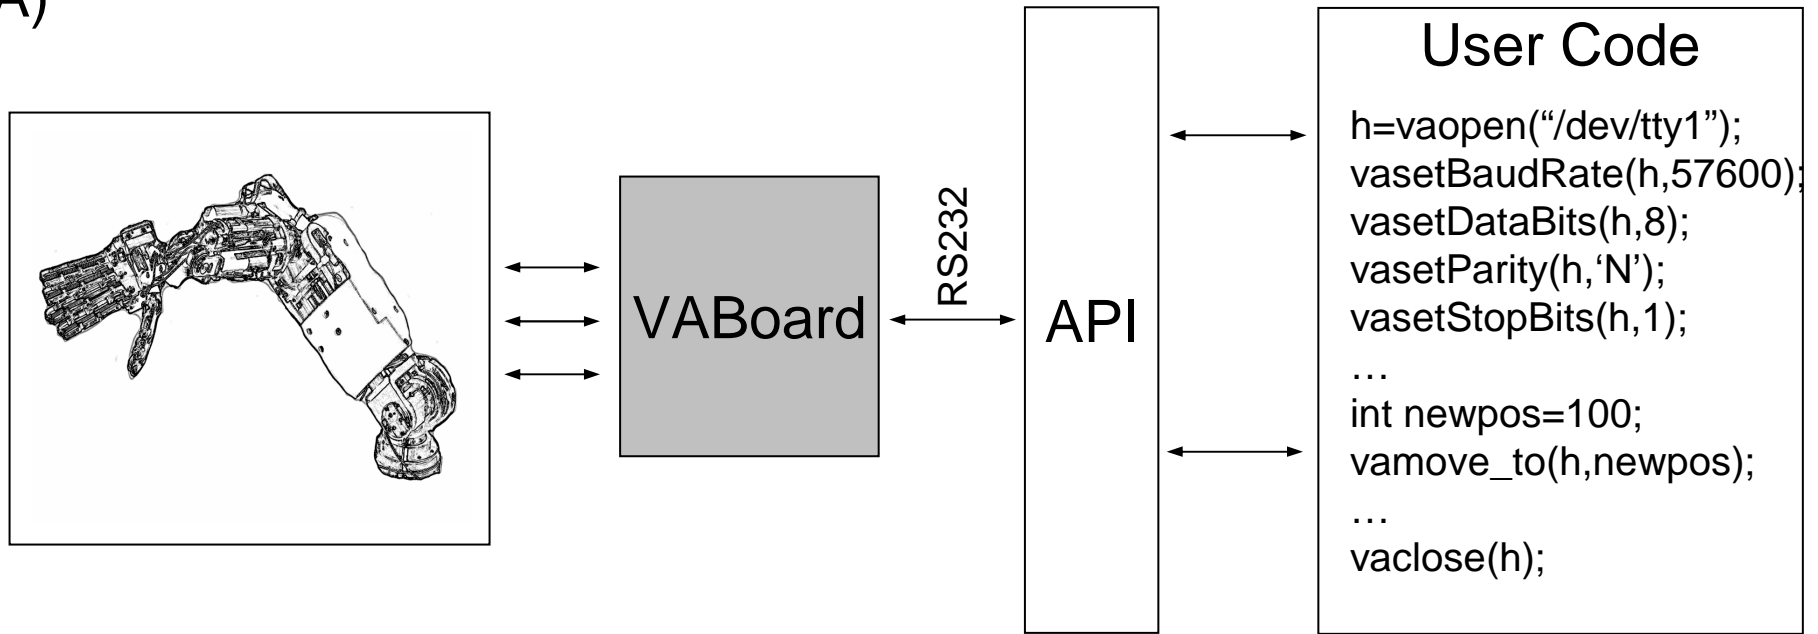 A)
VABoard
RS232
API
User Code
h=vaopen(“/dev/tty1”);
vasetBaudRate(h,57600);
vasetDataBits(h,8);
vasetParity(h,‘N’);
vasetStopBits(h,1);
…
int newpos=100;
vamove_to(h,newpos);
…
vaclose(h);